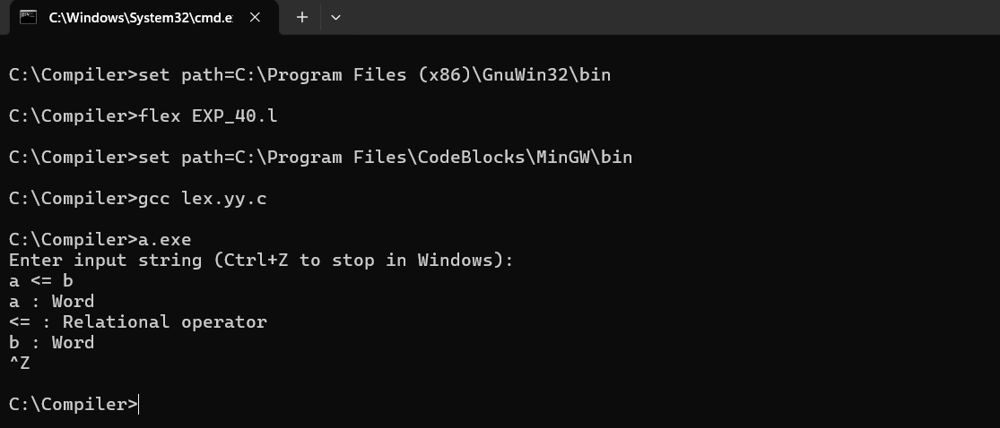 C:\Windows\System32\cmd.e
C:\Compiler>set path=C:\Program Files (x86)\GnuWin32\bin
C:\Compiler>flex EXP_40.l
C:\Compiler>set path=C:\Program Files\CodeBlocks\MinGW\bin
C:\Compiler>gcc lex.yy.c
C:\Compiler>a.exe
Enter input string (Ctrl+Z to stop in Windows):
a <= b
a : Word
<= : Relational operator
b : Word
^Z
C:\Compiler>